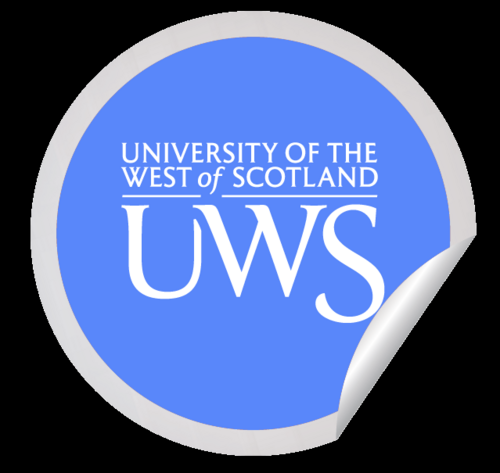 UNIVERSITY OF THE
WEST of SCOTLAND
UWS